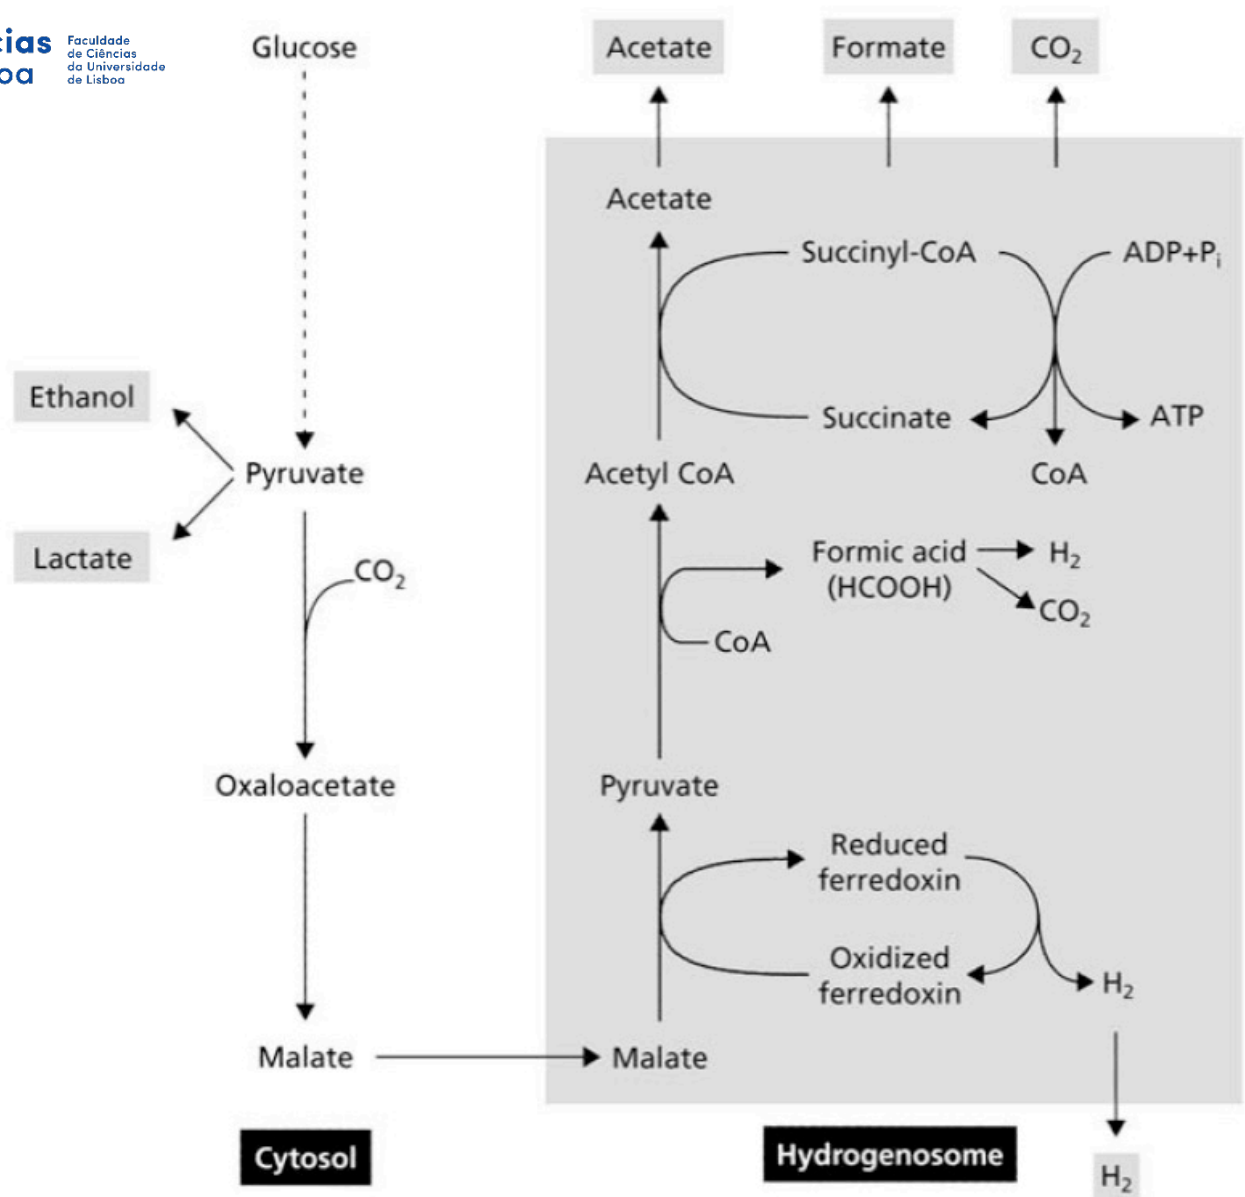 Faculdade
de Ciências
da Universidade
de Lisboa
Glucose
Acetate
Formate
CO₂
Acetate
Succinyl-CoA
ADP+Pᵢ
Ethanol
Succinate
ATP
Pyruvate
Acetyl CoA
CoA
Lactate
CO₂
Formic acid
(HCOOH)
H₂
CO₂
CoA
Oxaloacetate
Pyruvate
Reduced
ferredoxin
Oxidized
ferredoxin
H₂
Malate
Malate
Cytosol
Hydrogenosome
H₂